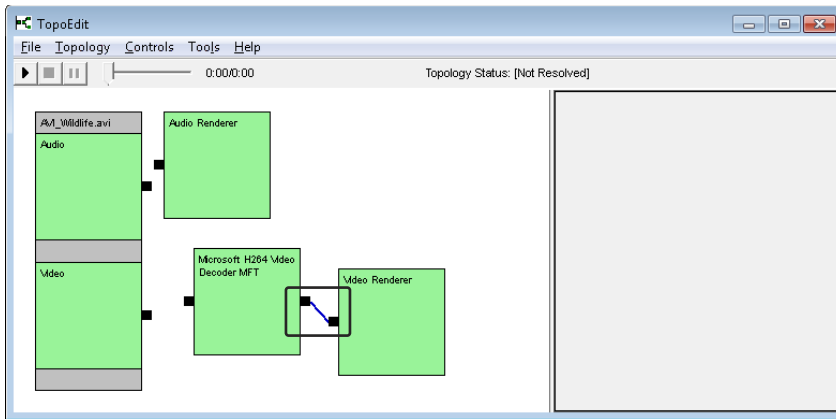 TopoEdit
File Topology Controls Tools Help
0:00/0:00 Topology Status: [Not Resolved]
AVI_Wildlife.avi
Audio
Audio Renderer
Video
Microsoft H264 Video
Decoder MFT
Video Renderer